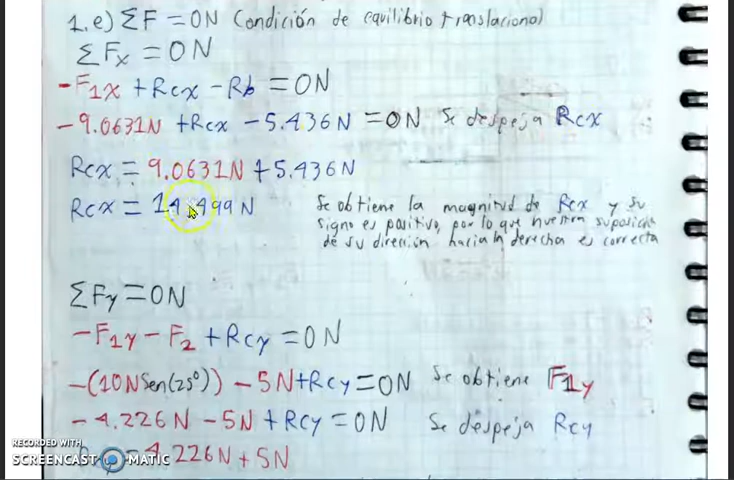 1.e) ΣF = 0N Condición de equilibrio translacional
ΣFx = 0N
-F1x + Rcx - Rb = 0N
-9.0631N + Rcx - 5.436N = 0N Se despeja Rcx
Rcx = 9.0631N + 5.436N
Rcx = 14.499N Se obtiene la magnitud de Rcx y su
signo es positivo, por lo que nuestra suposición
de su dirección hacia la derecha es correcta
ΣFy = 0N
-F1y - F2 + Rcy = 0N
-(10N Sen(25°)) - 5N + Rcy = 0N Se obtiene F1y
-4.226N - 5N + Rcy = 0N Se despeja Rcy
RECORDED WITH
SCREENCAST MATIC
4.226N + 5N